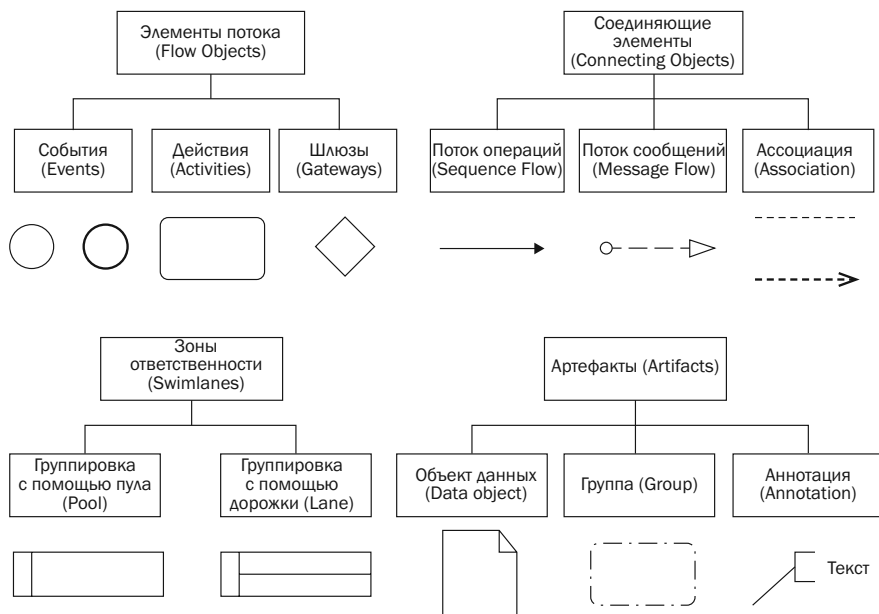 Элементы потока
(Flow Objects)
Соединяющие
элементы
(Connecting Objects)
События
(Events)
Действия
(Activities)
Шлюзы
(Gateways)
Поток операций
(Sequence Flow)
Поток сообщений
(Message Flow)
Ассоциация
(Association)
Зоны
ответственности
(Swimlanes)
Артефакты (Artifacts)
Группировка
с помощью пула
(Pool)
Группировка
с помощью
дорожки (Lane)
Объект данных
(Data object)
Группа (Group)
Аннотация
(Annotation)
Текст